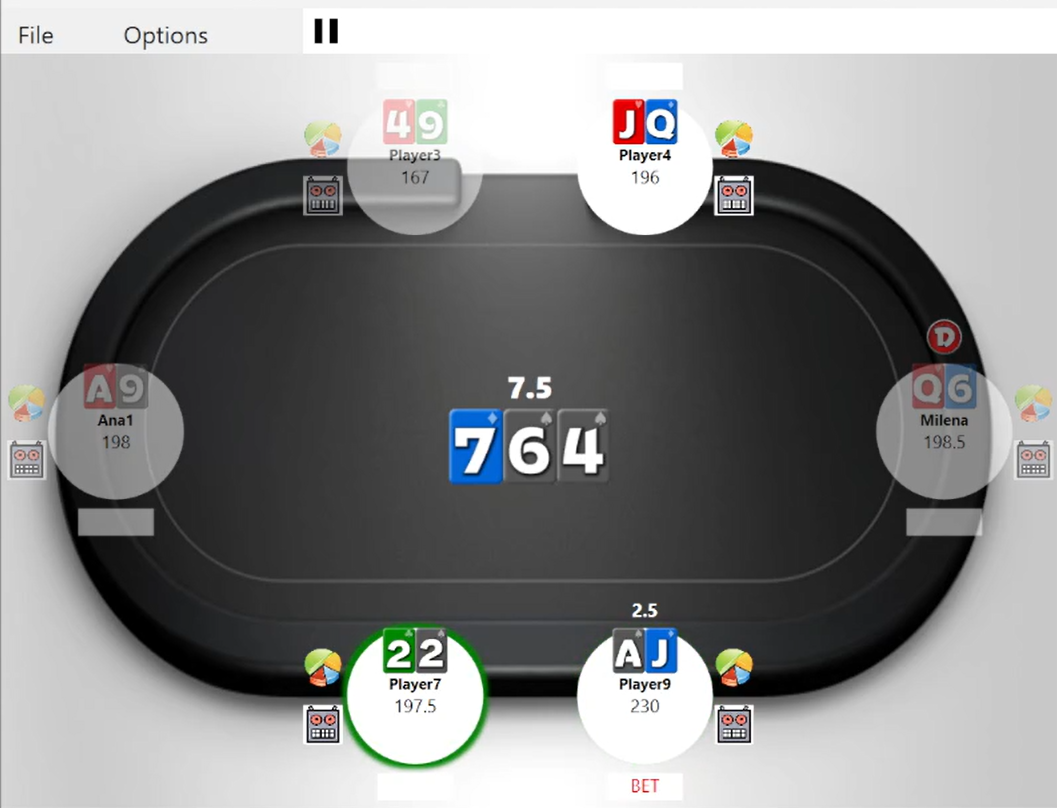 File Options
4 9
Player3
167
J Q
Player4
196
D
A 9
Ana1
198
Q 6
Milena
198.5
7.5
7 6 4
2 2
Player7
197.5
2.5
A J
Player9
230
BET